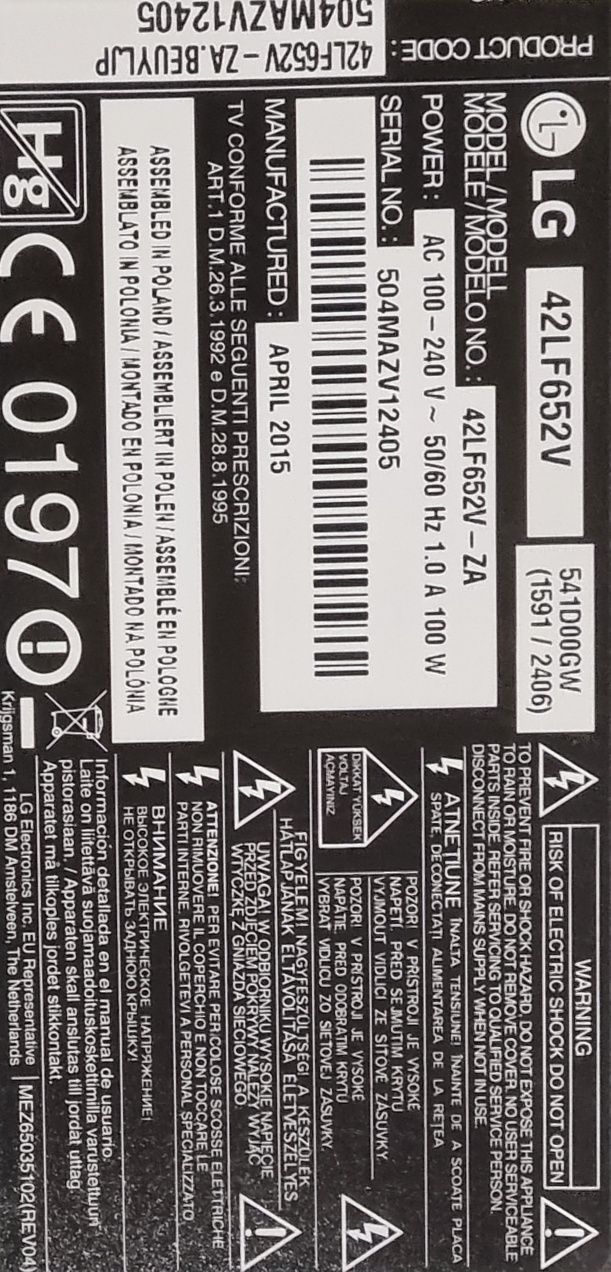 PRODUCT CODE :
42LF652V-ZA.BEUYLJP
504MAZV12405
LG
42LF652V
541D00GW
(1591 / 2406)
MODEL / MODELL
MODÈLE / MODELO NO. :
42LF652V-ZA
POWER :
AC 100-240 V ~ 50/60 Hz 1.0 A 100 W
SERIAL NO. :
504MAZV12405
MANUFACTURED :
APRIL 2015
TV CONFORME ALLE SEGUENTI PRESCRIZIONI:
ART.1 D.M.26.3.1992 e D.M.28.8.1995
ASSEMBLED IN POLAND / ASSEMBLIERT IN POLEN / ASSEMBLÉ EN POLOGNE
ASSEMBLATO IN POLONIA / MONTADO EN POLONIA / MONTADO NA POLÓNIA
Hg
CE 0197
WARNING
RISK OF ELECTRIC SHOCK DO NOT OPEN
TO PREVENT FIRE OR SHOCK HAZARD, DO NOT EXPOSE THIS APPLIANCE
TO RAIN OR MOISTURE. DO NOT REMOVE COVER. NO USER SERVICEABLE
PARTS INSIDE. REFER SERVICING TO QUALIFIED SERVICE PERSON.
DISCONNECT FROM MAINS SUPPLY WHEN NOT IN USE.
ATNEȚIUNE ÎNALTA TENSIUNE! ÎNAINTE DE A SCOATE PLACA
SPATE, DECONECTAȚI ALIMENTAREA DE LA REȚEA
DIKKAT YÜKSEK
VOLTAJ
AÇMAYINIZ
POZOR! V PŘÍSTROJI JE VYSOKÉ
NAPĚTÍ. PŘED SEJMUTÍM KRYTU
VYJMOUT VIDLICI ZE SÍŤOVÉ ZÁSUVKY.
POZOR! V PRÍSTROJI JE VYSOKÉ
NAPÄTIE. PRED ODOBRATÍM KRYTU
VYBRAŤ VIDLICU ZO SIEŤOVEJ ZÁSUVKY.
FIGYELEM! NAGYFESZÜLTSÉG! A KÉSZÜLÉK
HÁTLAPJÁNAK ELTÁVOLÍTÁSA ÉLETVESZÉLYES
UWAGA! W ODBIORNIKU WYSOKIE NAPIĘCIE
PRZED ZDJĘCIEM POKRYWY NALEŻY WYJĄĆ
WTYCZKĘ Z GNIAZDA SIECIOWEGO
ATTENZIONE! PER EVITARE PERICOLOSE SCOSSE ELETTRICHE
NON RIMUOVERE IL COPERCHIO E NON TOCCARE LE
PARTI INTERNE, RIVOLGETEVI A PERSONAL SPECIALIZZATO
ВНИМАНИЕ
ВЫСОКОЕ ЭЛЕКТРИЧЕСКОЕ НАПРЯЖЕНИЕ!
НЕ ОТКРЫВАТЬ ЗАДНЮЮ КРЫШКУ!
Información detallada en el manual de usuario.
Laite on liitettävä suojamaadoituskoskettimilla varustettuun
pistorasiaan. / Apparaten skall anslutas till jordat uttag.
Apparatet må tilkoples jordet stikkontakt.
LG Electronics Inc. EU Representative
Krijgsman 1, 1186 DM Amstelveen, The Netherlands
MEZ65035102(REV04)